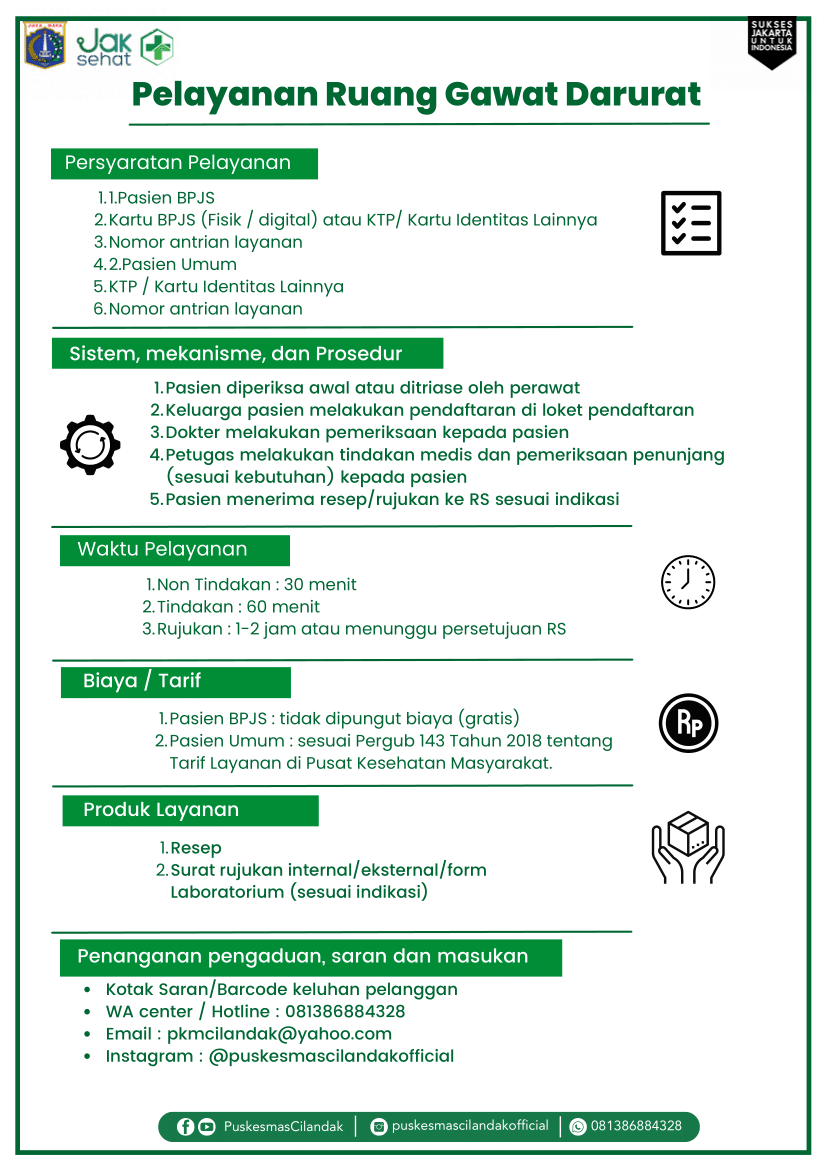 JAYA RAYA
Jak
sehat
SUKSES
JAKARTA
UNTUK
INDONESIA
Pelayanan Ruang Gawat Darurat
Persyaratan Pelayanan
1.1.Pasien BPJS
2.Kartu BPJS (Fisik / digital) atau KTP/ Kartu Identitas Lainnya
3.Nomor antrian layanan
4.2.Pasien Umum
5.KTP / Kartu Identitas Lainnya
6.Nomor antrian layanan
Sistem, mekanisme, dan Prosedur
1.Pasien diperiksa awal atau ditriase oleh perawat
2.Keluarga pasien melakukan pendaftaran di loket pendaftaran
3.Dokter melakukan pemeriksaan kepada pasien
4.Petugas melakukan tindakan medis dan pemeriksaan penunjang
(sesuai kebutuhan) kepada pasien
5.Pasien menerima resep/rujukan ke RS sesuai indikasi
Waktu Pelayanan
1.Non Tindakan : 30 menit
2.Tindakan : 60 menit
3.Rujukan : 1-2 jam atau menunggu persetujuan RS
Biaya / Tarif
1.Pasien BPJS : tidak dipungut biaya (gratis)
2.Pasien Umum : sesuai Pergub 143 Tahun 2018 tentang
Tarif Layanan di Pusat Kesehatan Masyarakat.
Rp
Produk Layanan
1.Resep
2.Surat rujukan internal/eksternal/form
Laboratorium (sesuai indikasi)
Penanganan pengaduan, saran dan masukan
• Kotak Saran/Barcode keluhan pelanggan
• WA center / Hotline : 081386884328
• Email : pkmcilandak@yahoo.com
• Instagram : @puskesmascilandakofficial
PuskesmasCilandak | puskesmascilandakofficial | 081386884328